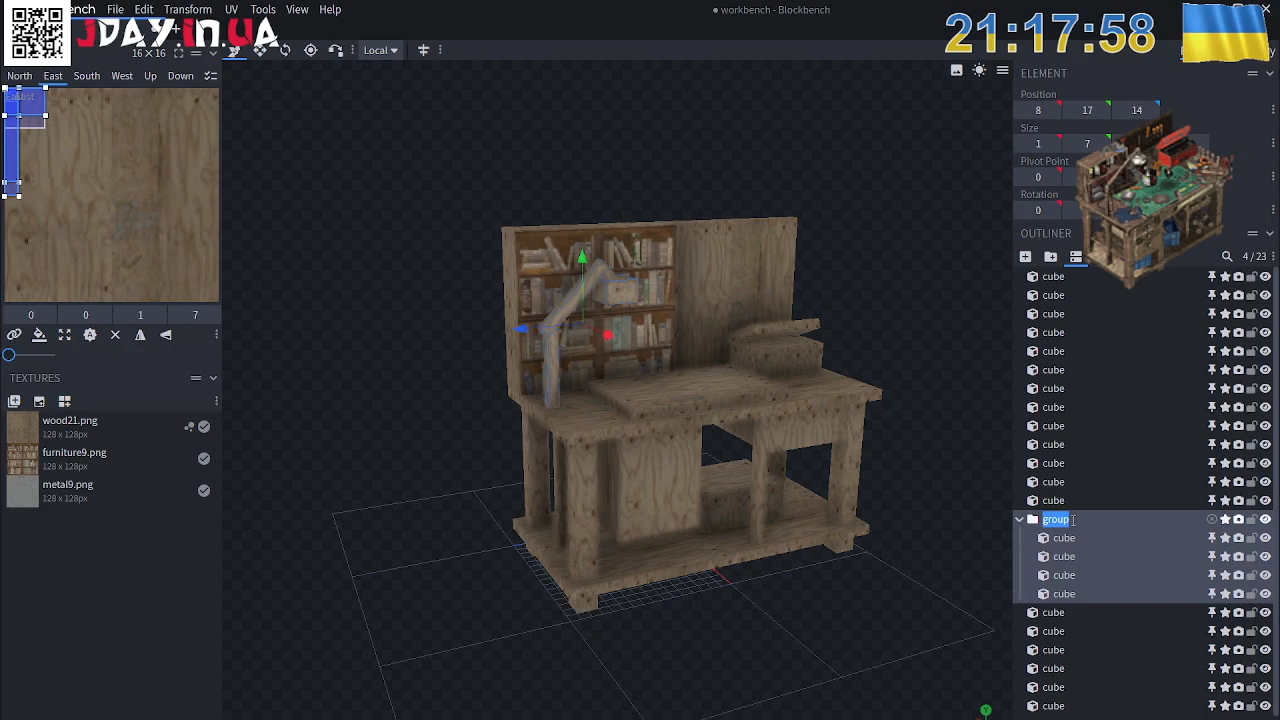 bench File Edit Transform UV Tools View Help
workbench - Blockbench
21:17:58
JDAY.IN.UA
16×16
Local
North East South West Up Down
East
0 0 1 7
TEXTURES
wood21.png
128 x 128px
furniture9.png
128 x 128px
metal9.png
128 x 128px
ELEMENT
Position
8 17 14
Size
1 7
Pivot Point
0
Rotation
0
OUTLINER
4/23
cube
cube
cube
cube
cube
cube
cube
cube
cube
cube
cube
cube
cube
group
cube
cube
cube
cube
cube
cube
cube
cube
cube
cube